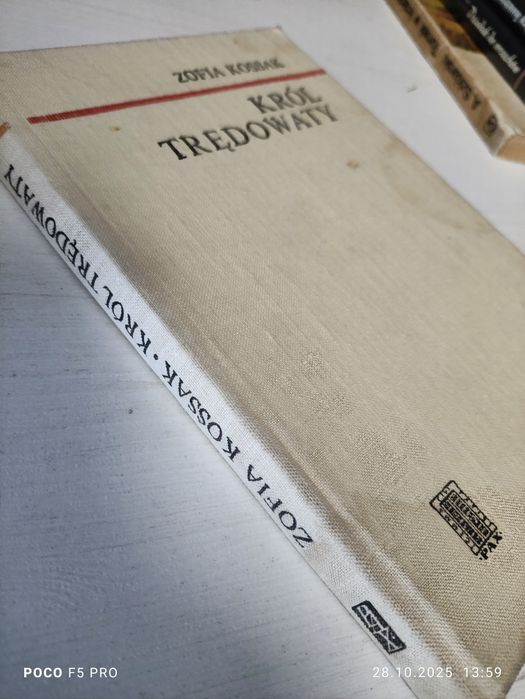 ZOFIA KOSSAK
KRÓL
TRĘDOWATY
ZOFIA KOSSAK • KRÓL TRĘDOWATY
PAX
POCO F5 PRO
28.10.2025 13:59